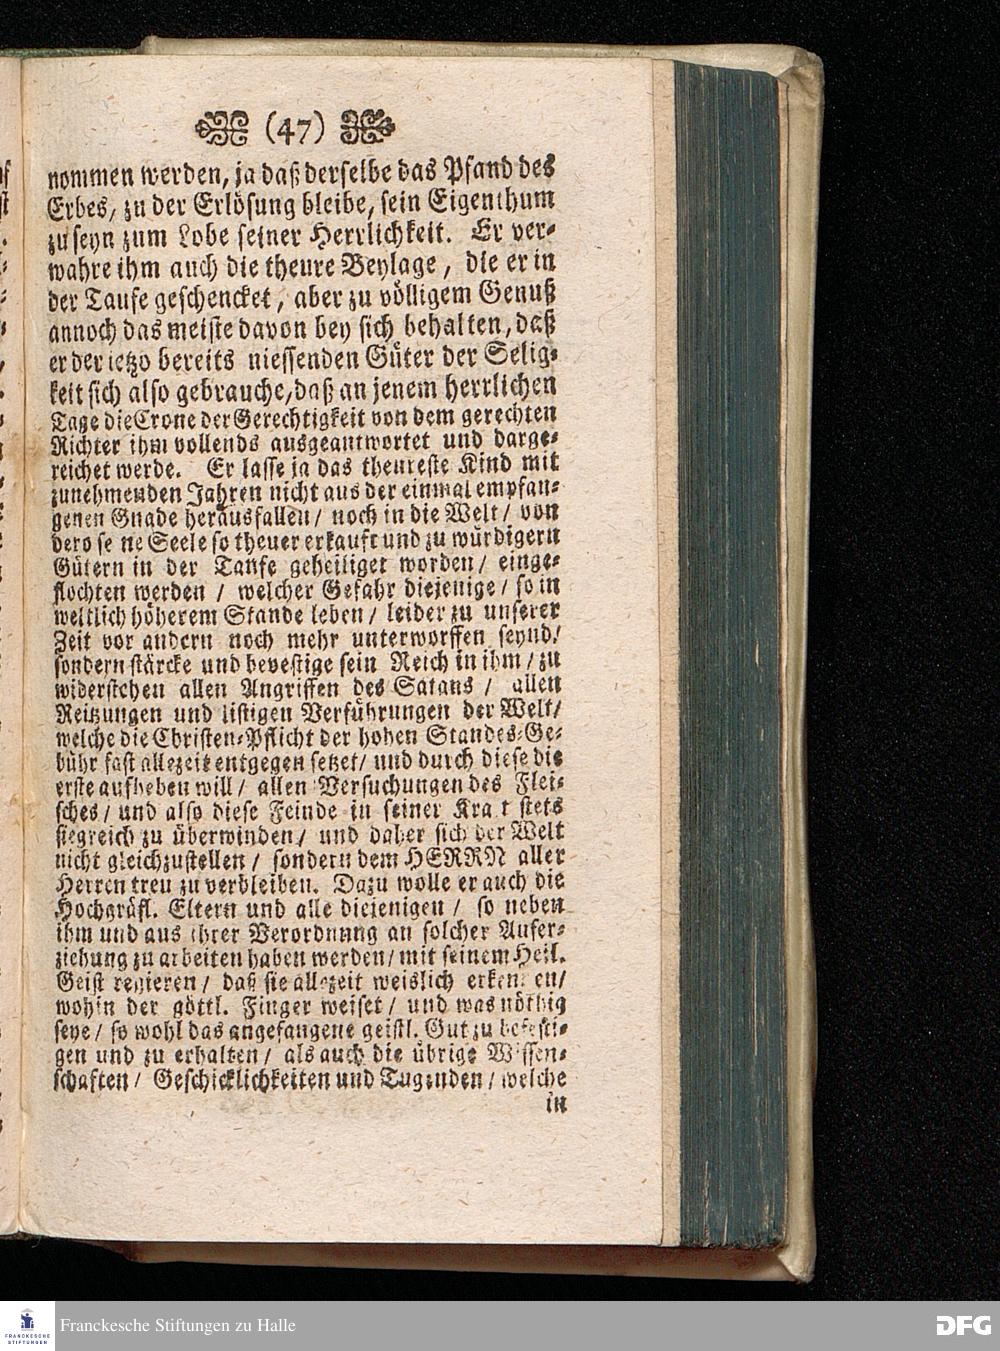 (47)
nommen werden, ja daß derselbe das Pfand des
Erbes, zu der Erlösung bleibe, sein Eigenthum
zu seyn zum Lobe seiner Herrlichkeit. Er ver-
wahre ihm auch die theure Beylage, die er in
der Taufe geschencket, aber zu völligem Genuß
annoch das meiste davon bey sich behalten, daß
er der ietzo bereits niessenden Güter der Selig-
keit sich also gebrauche, daß an jenem herrlichen
Tage die Crone der Gerechtigkeit von dem gerechten
Richter ihm vollends ausgeantwortet und darge-
reichet werde. Er lasse ja das theureste Kind mit
zunehmenden Jahren nicht aus der einmal empfan-
genen Gnade herausfallen / noch in die Welt / von
dero seine Seele so theuer erkauft und zu würdigern
Gütern in der Taufe geheiliget worden / einge-
flochten werden / welcher Gefahr diejenige / so in
weltlich höherem Stande leben / leider zu unserer
Zeit vor andern noch mehr unterworffen seynd /
sondern stärcke und bevestige sein Reich in ihm / zu
widerstehen allen Angriffen des Satans / allen
Reitzungen und listigen Verführungen der Welt /
welche die Christen-Pflicht der hohen Standes-Ge-
bühr fast allezeit entgegen setzet / und durch diese die
erste aufheben will / allen Versuchungen des Flei-
sches / und also diese Feinde in seiner Kraft stets
siegreich zu überwinden / und daher sich der Welt
nicht gleichzustellen / sondern dem HERRN aller
Herren treu zu verbleiben. Dazu wolle er auch die
Hochgräfl. Eltern und alle diejenigen / so neben
ihm und aus ihrer Verordnung an solcher Aufer-
ziehung zu arbeiten haben werden / mit seinem Heil.
Geist regieren / daß sie allezeit weislich erkennen /
wohin der göttl. Finger weiset / und was nöthig
seye / so wohl das angefangene geistl. Gut zu befesti-
gen und zu erhalten / als auch die übrige Wissen-
schaften / Geschicklichkeiten und Tugenden / welche
in
FRANCKESCHE
STIFTUNGEN
Franckesche Stiftungen zu Halle
DFG